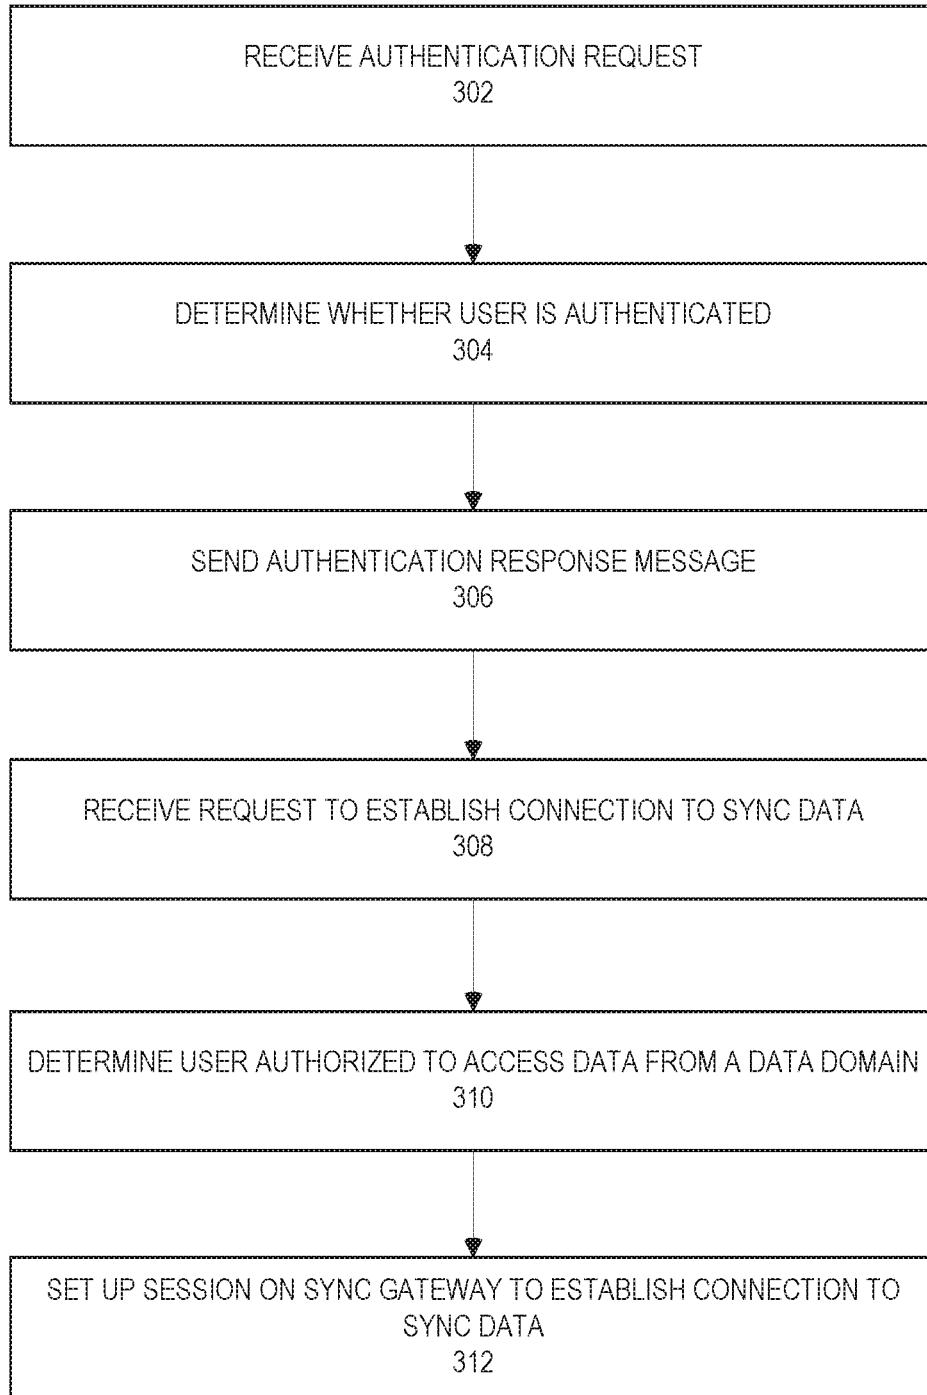 RECEIVE AUTHENTICATION REQUEST
302
DETERMINE WHETHER USER IS AUTHENTICATED
304
SEND AUTHENTICATION RESPONSE MESSAGE
306
RECEIVE REQUEST TO ESTABLISH CONNECTION TO SYNC DATA
308
DETERMINE USER AUTHORIZED TO ACCESS DATA FROM A DATA DOMAIN
310
SET UP SESSION ON SYNC GATEWAY TO ESTABLISH CONNECTION TO
SYNC DATA
312